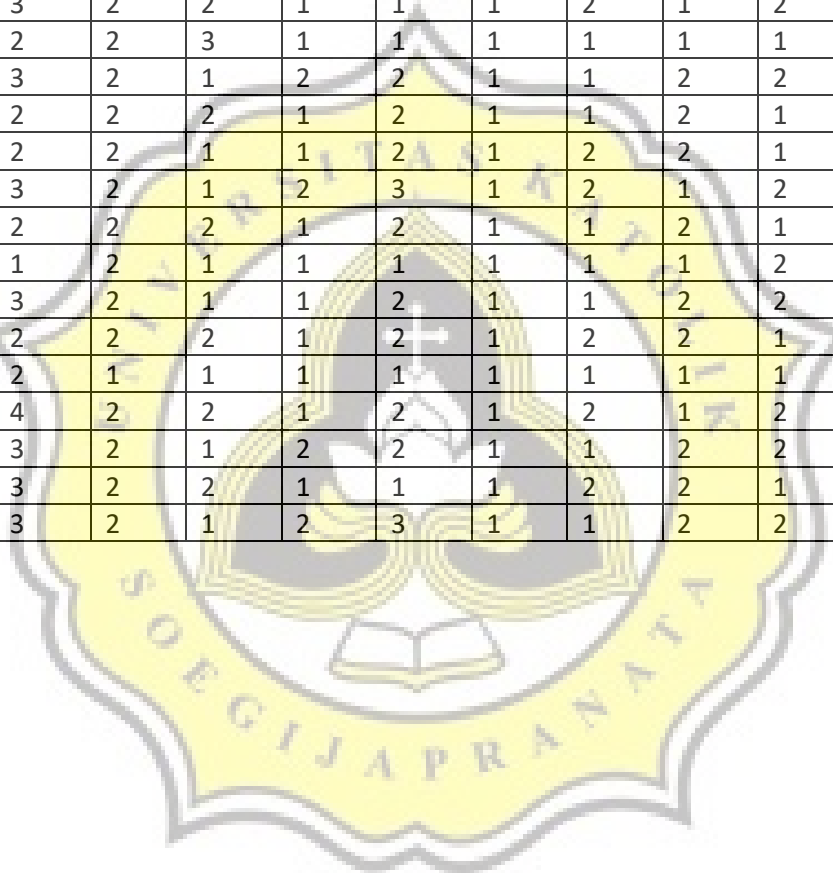 3 2 2 1 1 1 2 1 2
2 2 3 1 1 1 1 1 1
3 2 1 2 2 1 1 2 2
2 2 2 1 2 1 1 2 1
2 2 1 1 2 1 2 2 1
3 2 1 2 3 1 2 1 2
2 2 2 1 2 1 1 2 1
1 2 1 1 1 1 1 1 2
3 2 1 1 2 1 1 2 2
2 2 2 1 2 1 2 2 1
2 1 1 1 1 1 1 1 1
4 2 2 1 2 1 2 1 2
3 2 1 2 2 1 1 2 2
3 2 2 1 1 1 2 2 1
3 2 1 2 3 1 1 2 2
UNIVERSITAS KATOLIK
SOEGIJAPRANATA